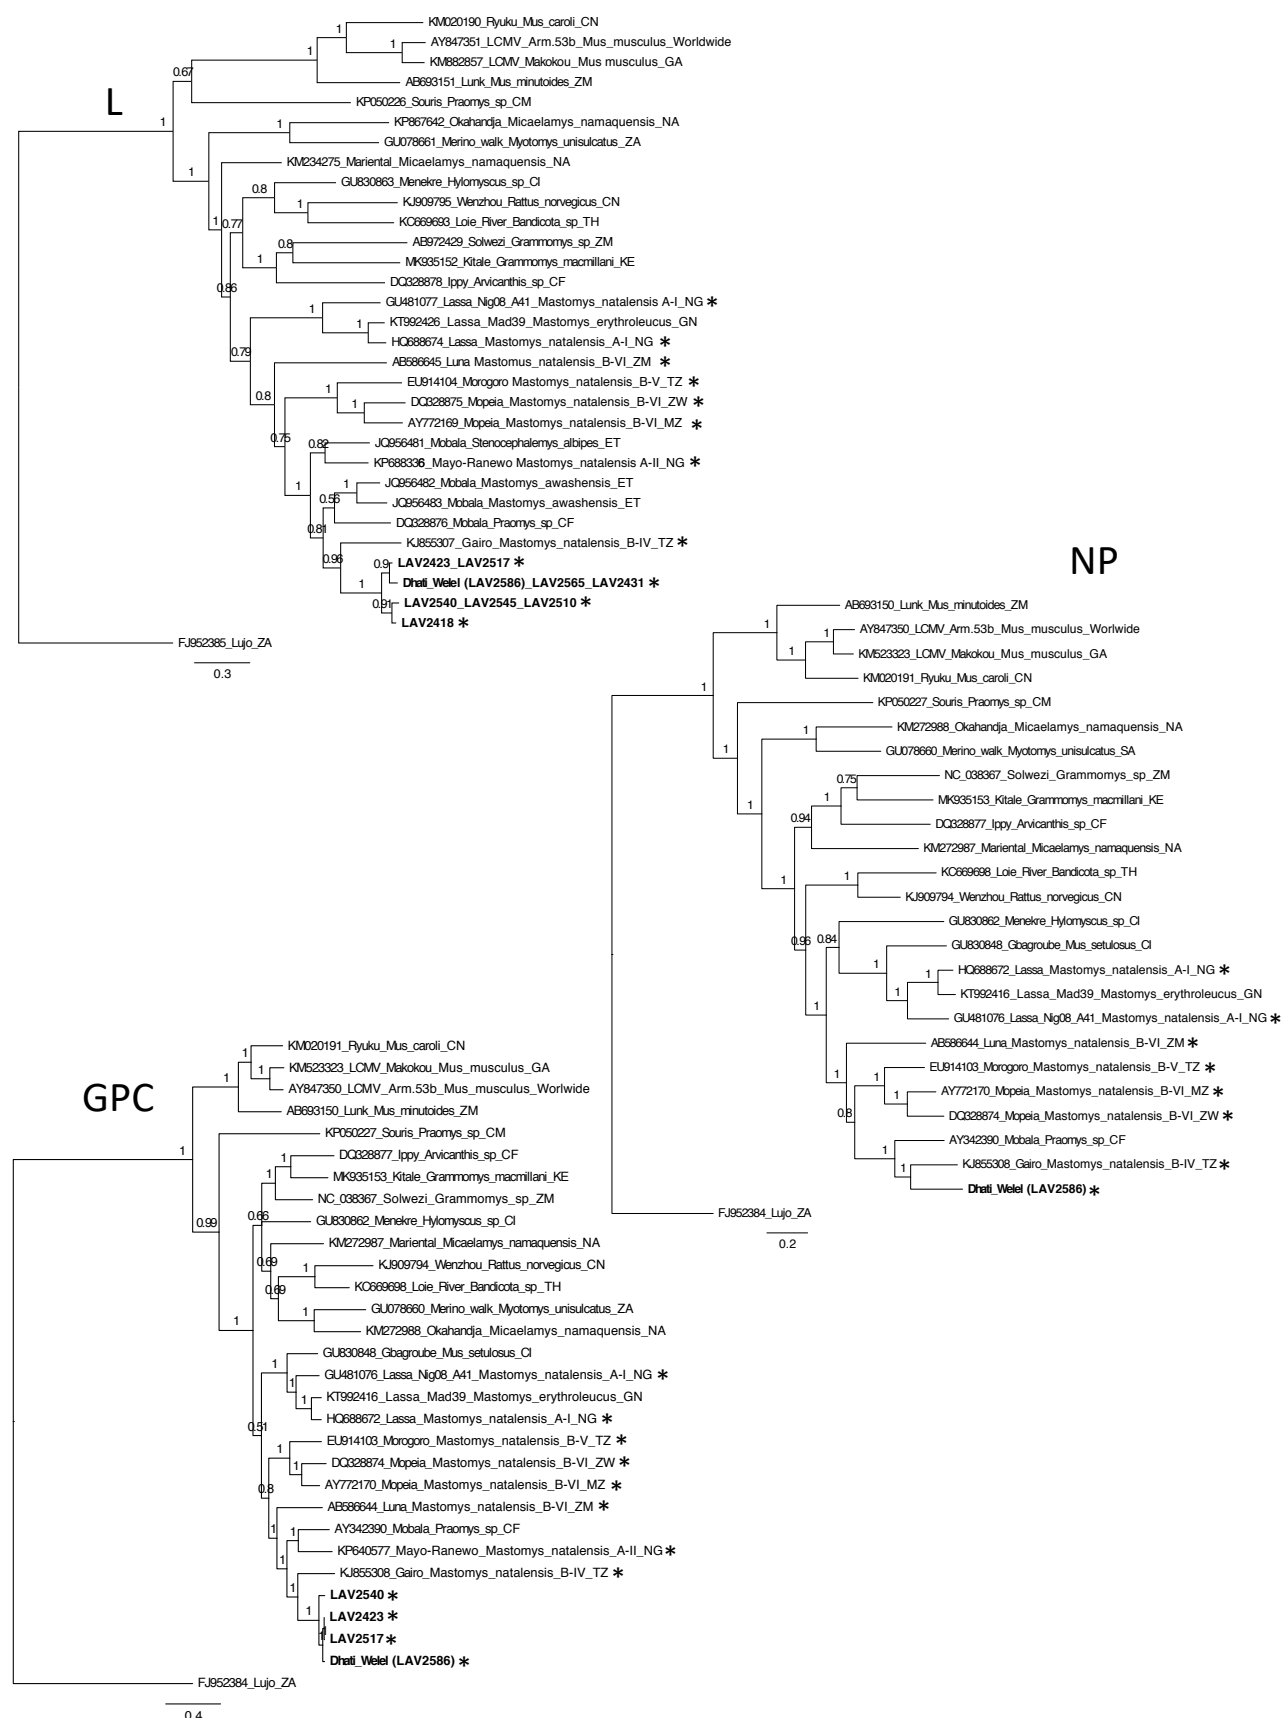 L
KM020190_Ryuku_Mus_caroli_CN
AY847351_LCMV_Arm.53b_Mus_musculus_Worldwide
KM882857_LCMV_Makokou_Mus musculus_GA
AB693151_Lunk_Mus_minutoides_ZM
KP050226_Souris_Praomys_sp_CM
KP867642_Okahandja_Micaelamys_namaquensis_NA
GU078661_Merino_walk_Myotomys_unisulcatus_ZA
KM234275_Mariental_Micaelamys_namaquensis_NA
GU830863_Menekre_Hylomyscus_sp_CI
KJ909795_Wenzhou_Rattus_norvegicus_CN
KC669693_Loie_River_Bandicota_sp_TH
AB972429_Solwezi_Grammomys_sp_ZM
MK935152_Kitale_Grammomys_macmillani_KE
DQ328878_Ippy_Arvicanthis_sp_CF
GU481077_Lassa_Nig08_A41_Mastomys_natalensis A-I_NG *
KT992426_Lassa_Mad39_Mastomys_erythroleucus_GN
HQ688674_Lassa_Mastomys_natalensis_A-I_NG *
AB586645_Luna Mastomus_natalensis_B-VI_ZM *
EU914104_Morogoro Mastomys_natalensis_B-V_TZ *
DQ328875_Mopeia_Mastomys_natalensis_B-VI_ZW *
AY772169_Mopeia_Mastomys_natalensis_B-VI_MZ *
JQ956481_Mobala_Stenocephalemys_albipes_ET
KP688336_Mayo-Ranewo Mastomys_natalensis A-II_NG *
JQ956482_Mobala_Mastomys_awashensis_ET
JQ956483_Mobala_Mastomys_awashensis_ET
DQ328876_Mobala_Praomys_sp_CF
KJ855307_Gairo_Mastomys_natalensis_B-IV_TZ *
LAV2423_LAV2517 *
Dhati_Welel (LAV2586)_LAV2565_LAV2431 *
LAV2540_LAV2545_LAV2510 *
LAV2418 *
FJ952385_Lujo_ZA
1
1
1
0.67
1
1
1
1
0.8
1
0.77
0.8
1
0.86
1
1
0.79
0.8
1
1
0.75
0.82
1
1
0.56
0.81
0.96
0.9
1
0.91
0.3
NP
AB693150_Lunk_Mus_minutoides_ZM
AY847350_LCMV_Arm.53b_Mus_musculus_Worlwide
KM523323_LCMV_Makokou_Mus_musculus_GA
KM020191_Ryuku_Mus_caroli_CN
KP050227_Souris_Praomys_sp_CM
KM272988_Okahandja_Micaelamys_namaquensis_NA
GU078660_Merino_walk_Myotomys_unisulcatus_SA
NC_038367_Solwezi_Grammomys_sp_ZM
MK935153_Kitale_Grammomys_macmillani_KE
DQ328877_Ippy_Arvicanthis_sp_CF
KM272987_Mariental_Micaelamys_namaquensis_NA
KC669698_Loie_River_Bandicota_sp_TH
KJ909794_Wenzhou_Rattus_norvegicus_CN
GU830862_Menekre_Hylomyscus_sp_CI
GU830848_Gbagroube_Mus_setulosus_CI
HQ688672_Lassa_Mastomys_natalensis_A-I_NG *
KT992416_Lassa_Mad39_Mastomys_erythroleucus_GN
GU481076_Lassa_Nig08_A41_Mastomys_natalensis_A-I_NG *
AB586644_Luna_Mastomys_natalensis_B-VI_ZM *
EU914103_Morogoro_Mastomys_natalensis_B-V_TZ *
AY772170_Mopeia_Mastomys_natalensis_B-VI_MZ *
DQ328874_Mopeia_Mastomys_natalensis_B-VI_ZW *
AY342390_Mobala_Praomys_sp_CF
KJ855308_Gairo_Mastomys_natalensis_B-IV_TZ *
Dhati_Welel (LAV2586) *
FJ952384_Lujo_ZA
1
1
1
1
1
1
1
0.75
1
0.94
1
1
0.96
0.84
1
1
1
1
1
1
0.8
1
1
0.2
GPC
KM020191_Ryuku_Mus_caroli_CN
KM523323_LCMV_Makokou_Mus_musculus_GA
AY847350_LCMV_Arm.53b_Mus_musculus_Worlwide
AB693150_Lunk_Mus_minutoides_ZM
KP050227_Souris_Praomys_sp_CM
DQ328877_Ippy_Arvicanthis_sp_CF
MK935153_Kitale_Grammomys_macmillani_KE
NC_038367_Solwezi_Grammomys_sp_ZM
GU830862_Menekre_Hylomyscus_sp_CI
KM272987_Mariental_Micaelamys_namaquensis_NA
KJ909794_Wenzhou_Rattus_norvegicus_CN
KC669698_Loie_River_Bandicota_sp_TH
GU078660_Merino_walk_Myotomys_unisulcatus_ZA
KM272988_Okahandja_Micaelamys_namaquensis_NA
GU830848_Gbagroube_Mus_setulosus_CI
GU481076_Lassa_Nig08_A41_Mastomys_natalensis_A-I_NG *
KT992416_Lassa_Mad39_Mastomys_erythroleucus_GN
HQ688672_Lassa_Mastomys_natalensis_A-I_NG *
EU914103_Morogoro_Mastomys_natalensis_B-V_TZ *
DQ328874_Mopeia_Mastomys_natalensis_B-VI_ZW *
AY772170_Mopeia_Mastomys_natalensis_B-VI_MZ *
AB586644_Luna_Mastomys_natalensis_B-VI_ZM *
AY342390_Mobala_Praomys_sp_CF
KP640577_Mayo-Ranewo_Mastomys_natalensis_A-II_NG *
KJ855308_Gairo_Mastomys_natalensis_B-IV_TZ *
LAV2540 *
LAV2423 *
LAV2517 *
Dhati_Welel (LAV2586) *
FJ952384_Lujo_ZA
1
1
1
1
1
1
0.66
0.99
0.69
1
0.69
1
1
1
1
1
0.51
1
1
0.8
1
1
1
1
1
1
1
0.4